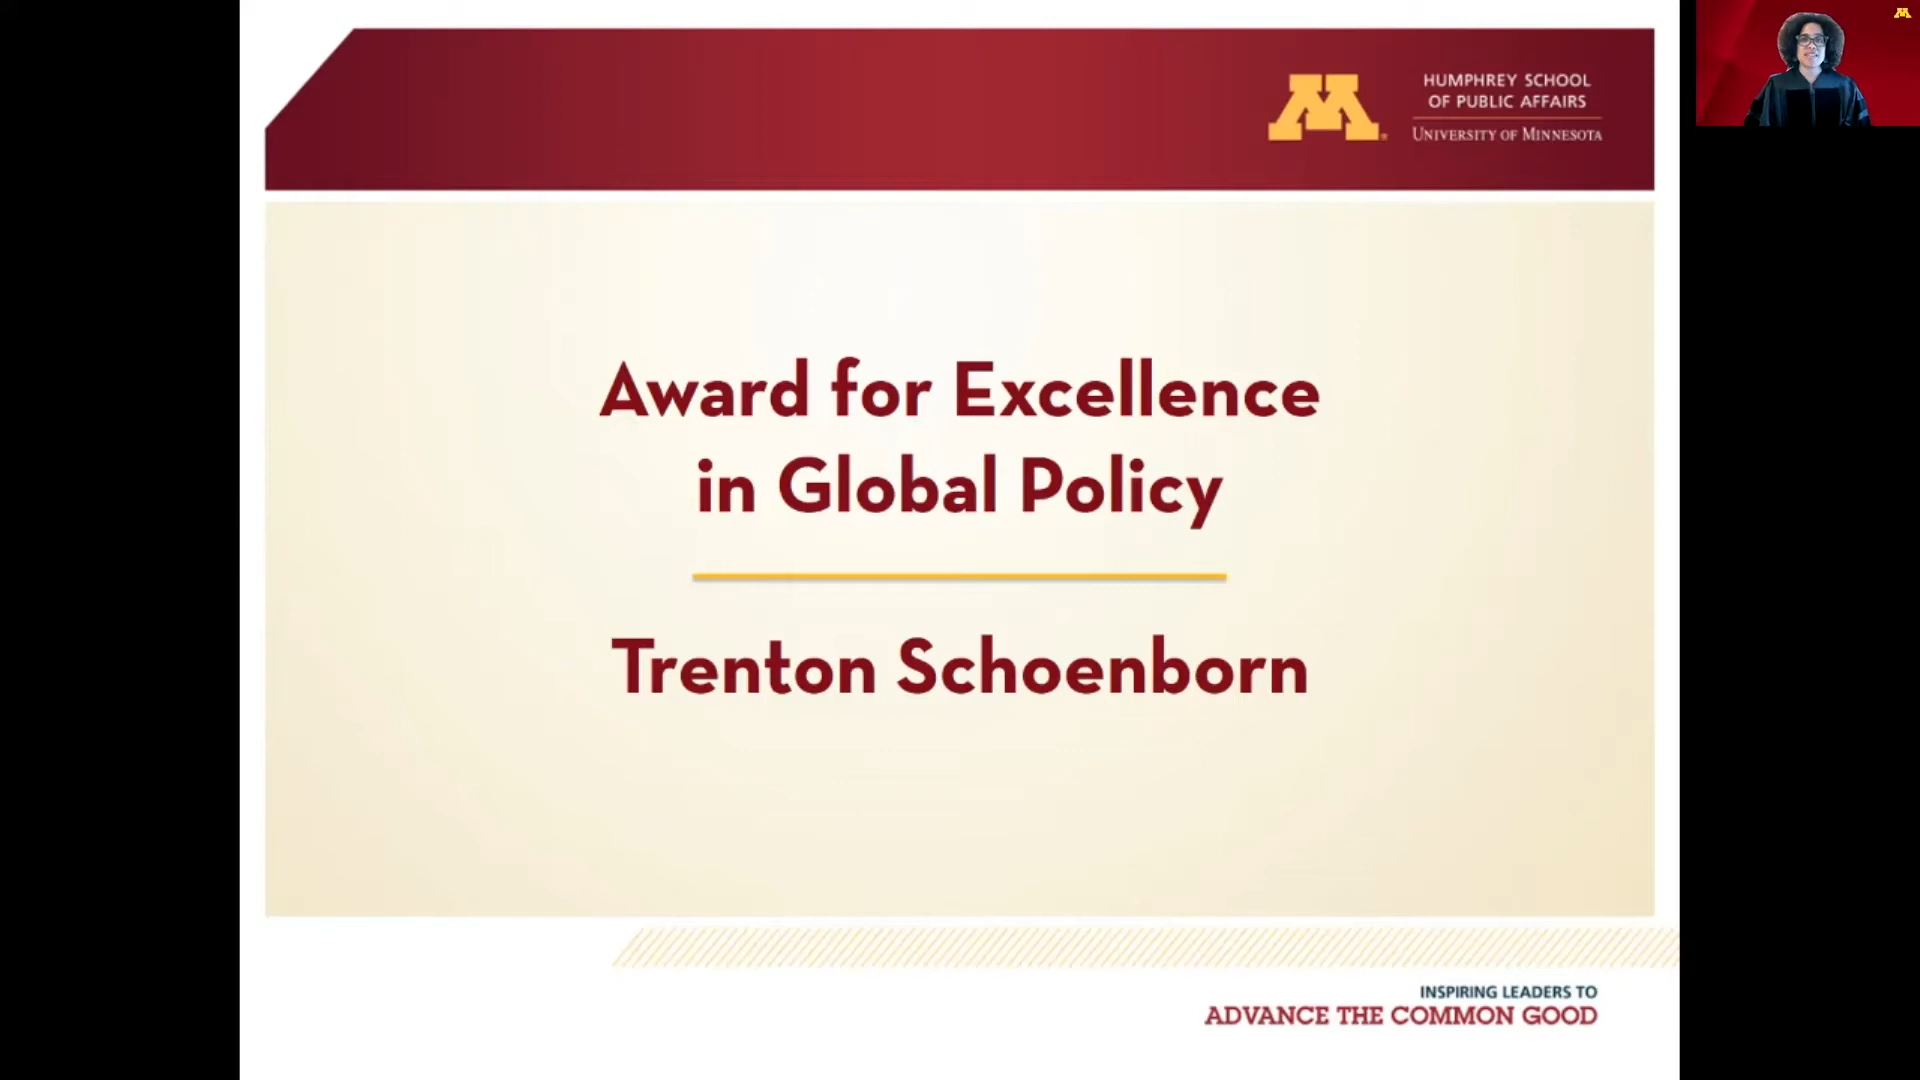 HUMPHREY SCHOOL
OF PUBLIC AFFAIRS
UNIVERSITY OF MINNESOTA
Award for Excellence
in Global Policy
Trenton Schoenborn
INSPIRING LEADERS TO
ADVANCE THE COMMON GOOD